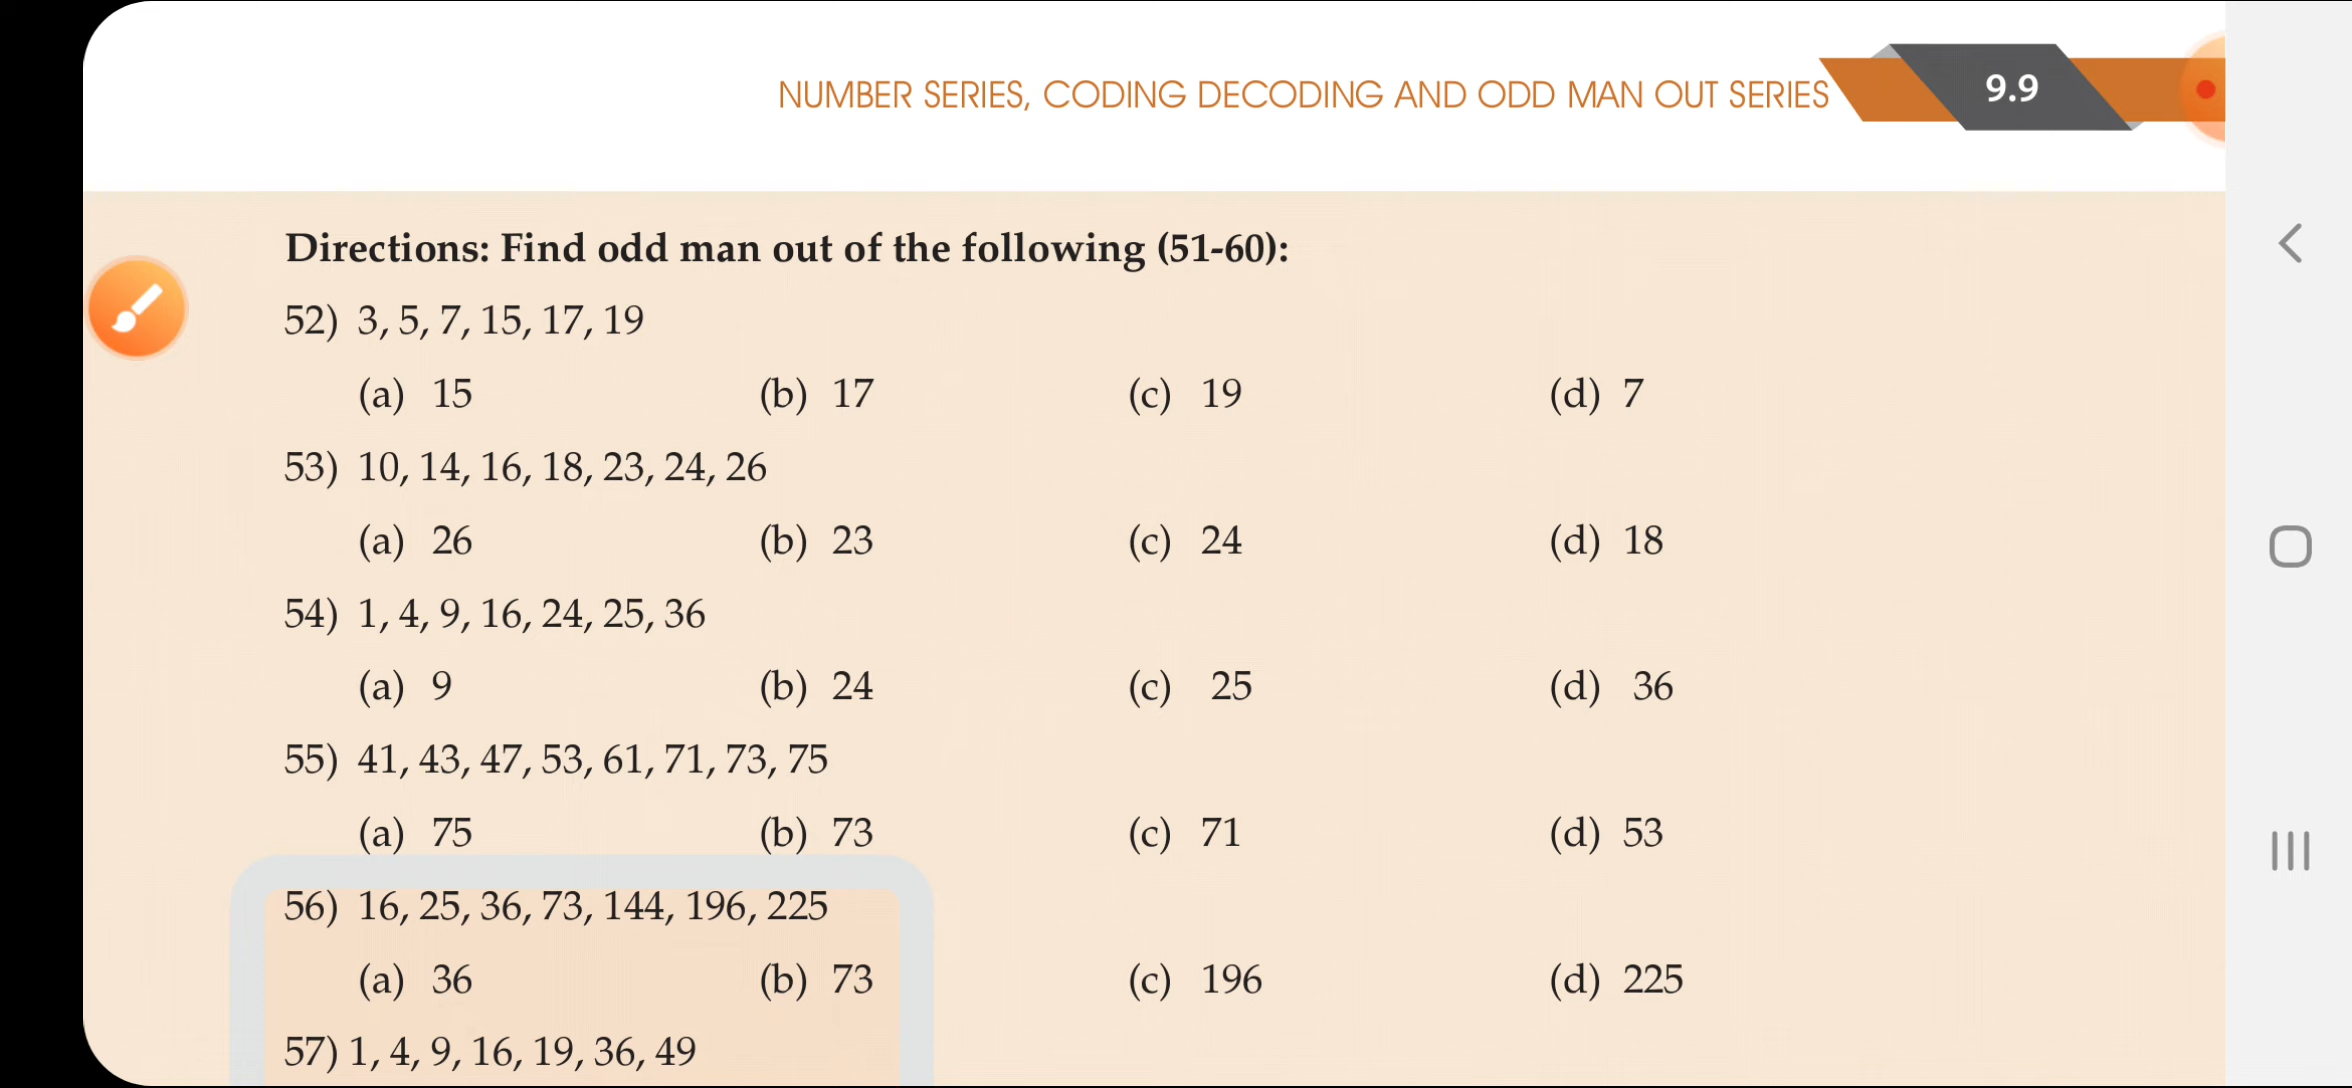 NUMBER SERIES, CODING DECODING AND ODD MAN OUT SERIES 9.9
Directions: Find odd man out of the following (51-60):
52) 3, 5, 7, 15, 17, 19
(a) 15 (b) 17 (c) 19 (d) 7
53) 10, 14, 16, 18, 23, 24, 26
(a) 26 (b) 23 (c) 24 (d) 18
54) 1, 4, 9, 16, 24, 25, 36
(a) 9 (b) 24 (c) 25 (d) 36
55) 41, 43, 47, 53, 61, 71, 73, 75
(a) 75 (b) 73 (c) 71 (d) 53
56) 16, 25, 36, 73, 144, 196, 225
(a) 36 (b) 73 (c) 196 (d) 225
57) 1, 4, 9, 16, 19, 36, 49